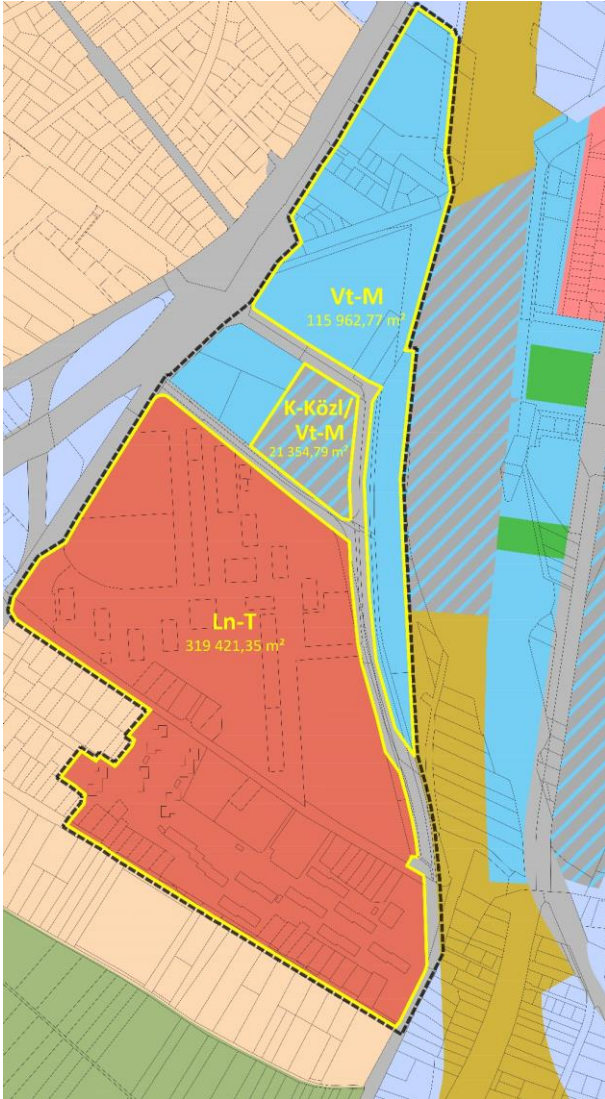 Vt-M
115 962,77 m²
K-Közl/
Vt-M
21 354,79 m²
Ln-T
319 421,35 m²